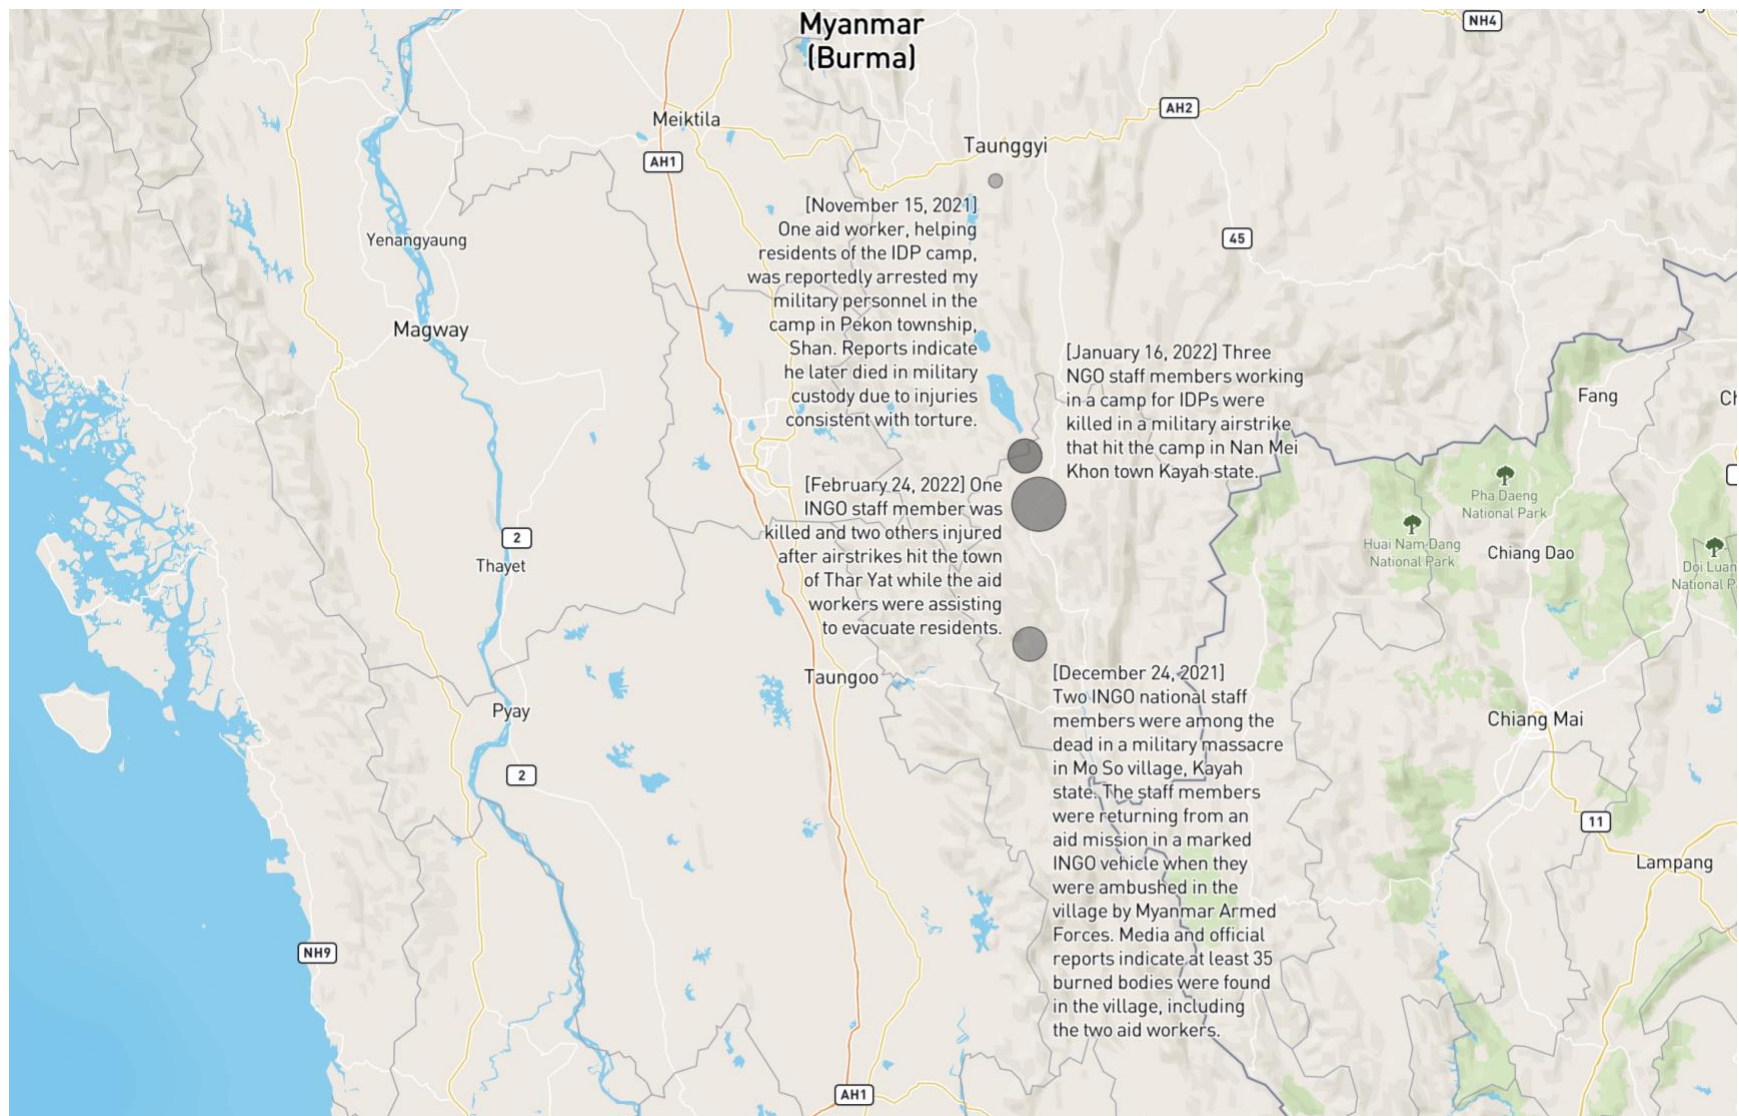 Myanmar
(Burma)
NH4
AH2
Meiktila
AH1
Taunggyi
[November 15, 2021]
One aid worker, helping
residents of the IDP camp,
was reportedly arrested my
military personnel in the
camp in Pekon township,
Shan. Reports indicate
he later died in military
custody due to injuries
consistent with torture.
Yenangyaung
45
Magway
[January 16, 2022] Three
NGO staff members working
in a camp for IDPs were
killed in a military airstrike
that hit the camp in Nan Mei
Khon town Kayah state.
Fang
[February 24, 2022] One
INGO staff member was
killed and two others injured
after airstrikes hit the town
of Thar Yat while the aid
workers were assisting
to evacuate residents.
Pha Daeng
National Park
2
Thayet
Huai Nam Dang
National Park
Chiang Dao
Doi Luan
National P
Taungoo
[December 24, 2021]
Two INGO national staff
members were among the
dead in a military massacre
in Mo So village, Kayah
state. The staff members
were returning from an
aid mission in a marked
INGO vehicle when they
were ambushed in the
village by Myanmar Armed
Forces. Media and official
reports indicate at least 35
burned bodies were found
in the village, including
the two aid workers.
Pyay
Chiang Mai
2
11
Lampang
NH9
AH1